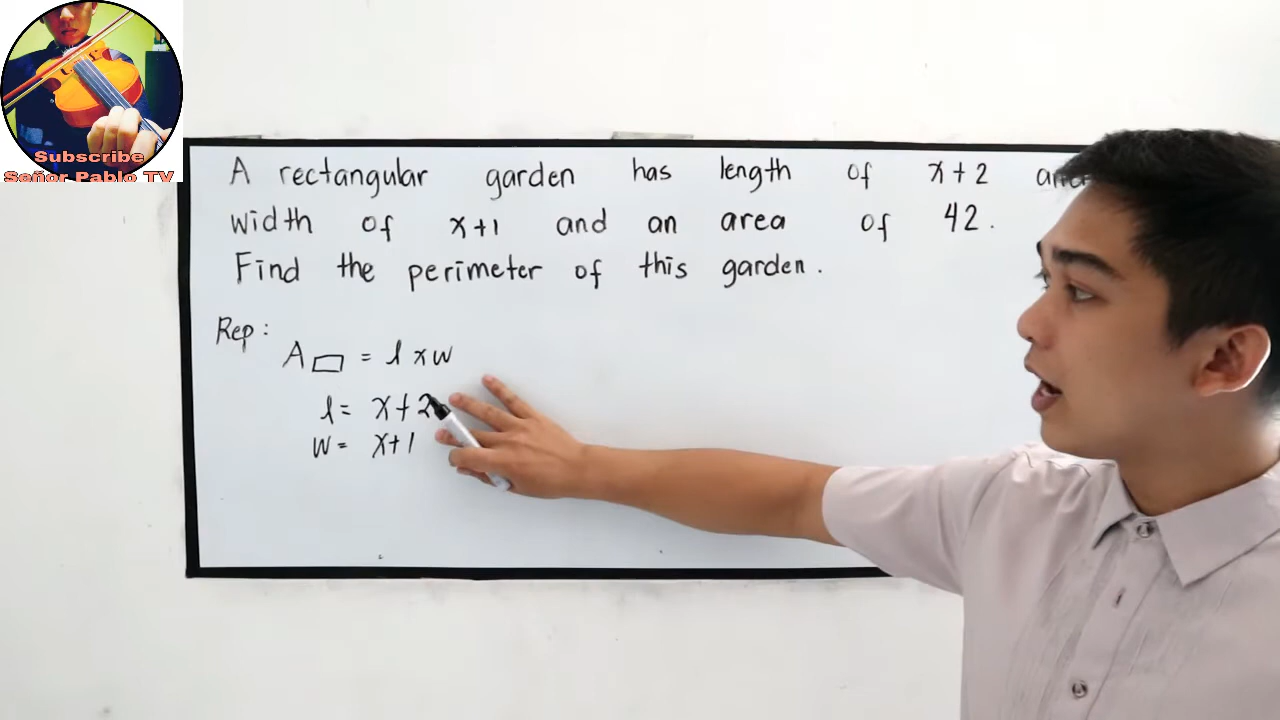 Subscribe
Señor Pablo TV
A rectangular garden has length of x+2 and
width of x+1 and an area of 42.
Find the perimeter of this garden.
Rep:
A▭ = l x w
l = x+2
w = x+1